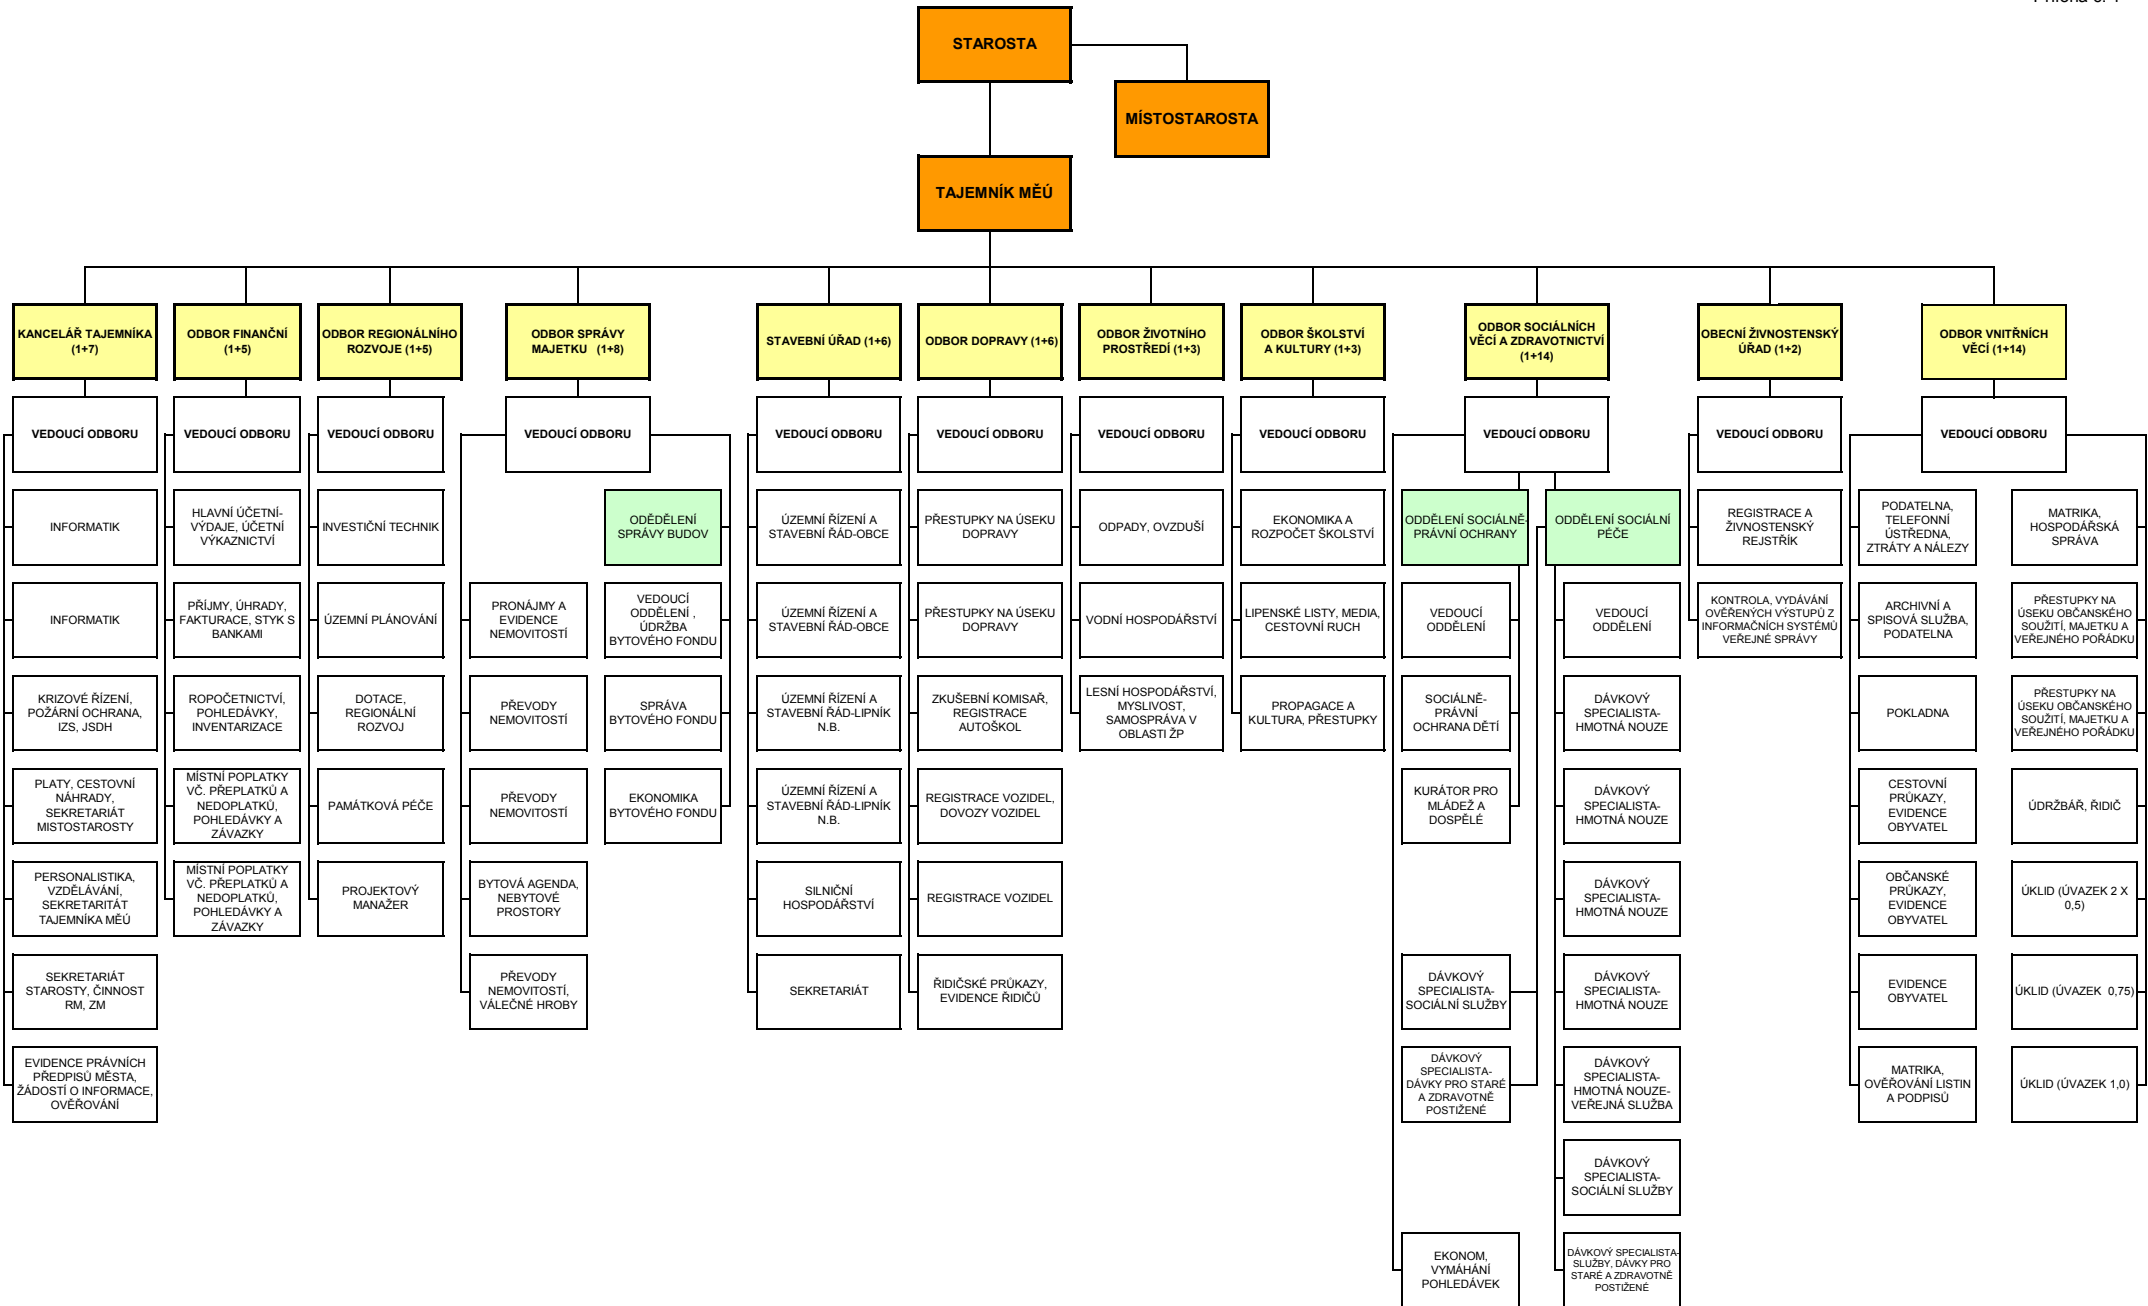 STAROSTA
MÍSTOSTAROSTA
TAJEMNÍK MĚÚ
KANCELÁŘ TAJEMNÍKA
(1+7)
ODBOR FINANČNÍ
(1+5)
ODBOR REGIONÁLNÍHO
ROZVOJE (1+5)
ODBOR SPRÁVY
MAJETKU (1+8)
STAVEBNÍ ÚŘAD (1+6)
ODBOR DOPRAVY (1+6)
ODBOR ŽIVOTNÍHO
PROSTŘEDÍ (1+3)
ODBOR ŠKOLSTVÍ
A KULTURY (1+3)
ODBOR SOCIÁLNÍCH
VĚCÍ A ZDRAVOTNICTVÍ
(1+14)
OBECNÍ ŽIVNOSTENSKÝ
ÚŘAD (1+2)
ODBOR VNITŘNÍCH
VĚCÍ (1+14)
VEDOUCÍ ODBORU
VEDOUCÍ ODBORU
VEDOUCÍ ODBORU
VEDOUCÍ ODBORU
VEDOUCÍ ODBORU
VEDOUCÍ ODBORU
VEDOUCÍ ODBORU
VEDOUCÍ ODBORU
VEDOUCÍ ODBORU
VEDOUCÍ ODBORU
VEDOUCÍ ODBORU
INFORMATIK
HLAVNÍ ÚČETNÍ-
VÝDAJE, ÚČETNÍ
VÝKAZNICTVÍ
INVESTIČNÍ TECHNIK
ODĚDĚLENÍ
SPRÁVY BUDOV
ÚZEMNÍ ŘÍZENÍ A
STAVEBNÍ ŘÁD-OBCE
PŘESTUPKY NA ÚSEKU
DOPRAVY
ODPADY, OVZDUŠÍ
EKONOMIKA A
ROZPOČET ŠKOLSTVÍ
ODDĚLENÍ SOCIÁLNĚ-
PRÁVNÍ OCHRANY
ODDĚLENÍ SOCIÁLNÍ
PÉČE
REGISTRACE A
ŽIVNOSTENSKÝ
REJSTŘÍK
PODATELNA,
TELEFONNÍ
ÚSTŘEDNA,
ZTRÁTY A NÁLEZY
MATRIKA,
HOSPODÁŘSKÁ
SPRÁVA
INFORMATIK
PŘÍJMY, ÚHRADY,
FAKTURACE, STYK S
BANKAMI
ÚZEMNÍ PLÁNOVÁNÍ
PRONÁJMY A
EVIDENCE
NEMOVITOSTÍ
VEDOUCÍ
ODDĚLENÍ ,
ÚDRŽBA
BYTOVÉHO FONDU
ÚZEMNÍ ŘÍZENÍ A
STAVEBNÍ ŘÁD-OBCE
PŘESTUPKY NA ÚSEKU
DOPRAVY
VODNÍ HOSPODÁŘSTVÍ
LIPENSKÉ LISTY, MEDIA,
CESTOVNÍ RUCH
VEDOUCÍ
ODDĚLENÍ
VEDOUCÍ
ODDĚLENÍ
KONTROLA, VYDÁVÁNÍ
OVĚŘENÝCH VÝSTUPŮ Z
INFORMAČNÍCH SYSTÉMŮ
VEŘEJNÉ SPRÁVY
ARCHIVNÍ A
SPISOVÁ SLUŽBA,
PODATELNA
PŘESTUPKY NA
ÚSEKU OBČANSKÉHO
SOUŽITÍ, MAJETKU A
VEŘEJNÉHO POŘÁDKU
KRIZOVÉ ŘÍZENÍ,
POŽÁRNÍ OCHRANA,
IZS, JSDH
ROPOČETNICTVÍ,
POHLEDÁVKY,
INVENTARIZACE
DOTACE,
REGIONÁLNÍ
ROZVOJ
PŘEVODY
NEMOVITOSTÍ
SPRÁVA
BYTOVÉHO FONDU
ÚZEMNÍ ŘÍZENÍ A
STAVEBNÍ ŘÁD-LIPNÍK
N.B.
ZKUŠEBNÍ KOMISAŘ,
REGISTRACE
AUTOŠKOL
LESNÍ HOSPODÁŘSTVÍ,
MYSLIVOST,
SAMOSPRÁVA V
OBLASTI ŽP
PROPAGACE A
KULTURA, PŘESTUPKY
SOCIÁLNĚ-
PRÁVNÍ
OCHRANA DĚTÍ
DÁVKOVÝ
SPECIALISTA-
HMOTNÁ NOUZE
POKLADNA
PŘESTUPKY NA
ÚSEKU OBČANSKÉHO
SOUŽITÍ, MAJETKU A
VEŘEJNÉHO POŘÁDKU
PLATY, CESTOVNÍ
NÁHRADY,
SEKRETARIÁT
MISTOSTAROSTY
MÍSTNÍ POPLATKY
VČ. PŘEPLATKŮ A
NEDOPLATKŮ,
POHLEDÁVKY A
ZÁVAZKY
PAMÁTKOVÁ PÉČE
PŘEVODY
NEMOVITOSTÍ
EKONOMIKA
BYTOVÉHO FONDU
ÚZEMNÍ ŘÍZENÍ A
STAVEBNÍ ŘÁD-LIPNÍK
N.B.
REGISTRACE VOZIDEL,
DOVOZY VOZIDEL
KURÁTOR PRO
MLÁDEŽ A
DOSPĚLÉ
DÁVKOVÝ
SPECIALISTA-
HMOTNÁ NOUZE
CESTOVNÍ
PRŮKAZY,
EVIDENCE
OBYVATEL
ÚDRŽBÁŘ, ŘIDIČ
PERSONALISTIKA,
VZDĚLÁVÁNÍ,
SEKRETARITÁT
TAJEMNÍKA MĚÚ
MÍSTNÍ POPLATKY
VČ. PŘEPLATKŮ A
NEDOPLATKŮ,
POHLEDÁVKY A
ZÁVAZKY
PROJEKTOVÝ
MANAŽER
BYTOVÁ AGENDA,
NEBYTOVÉ
PROSTORY
SILNIČNÍ
HOSPODÁŘSTVÍ
REGISTRACE VOZIDEL
DÁVKOVÝ
SPECIALISTA-
HMOTNÁ NOUZE
OBČANSKÉ
PRŮKAZY,
EVIDENCE
OBYVATEL
ÚKLID (ÚVAZEK 2 X
0,5)
SEKRETARIÁT
STAROSTY, ČINNOST
RM, ZM
PŘEVODY
NEMOVITOSTÍ,
VÁLEČNÉ HROBY
SEKRETARIÁT
ŘIDIČSKÉ PRŮKAZY,
EVIDENCE ŘIDIČŮ
DÁVKOVÝ
SPECIALISTA-
SOCIÁLNÍ SLUŽBY
DÁVKOVÝ
SPECIALISTA-
HMOTNÁ NOUZE
EVIDENCE
OBYVATEL
ÚKLID (ÚVAZEK 0,75)
EVIDENCE PRÁVNÍCH
PŘEDPISŮ MĚSTA,
ŽÁDOSTÍ O INFORMACE,
OVĚŘOVÁNÍ
DÁVKOVÝ
SPECIALISTA-
DÁVKY PRO STARÉ
A ZDRAVOTNĚ
POSTIŽENÉ
DÁVKOVÝ
SPECIALISTA-
HMOTNÁ NOUZE-
VEŘEJNÁ SLUŽBA
MATRIKA,
OVĚŘOVÁNÍ LISTIN
A PODPISŮ
ÚKLID (ÚVAZEK 1,0)
DÁVKOVÝ
SPECIALISTA-
SOCIÁLNÍ SLUŽBY
EKONOM,
VYMÁHÁNÍ
POHLEDÁVEK
DÁVKOVÝ SPECIALISTA-
SLUŽBY, DÁVKY PRO
STARÉ A ZDRAVOTNĚ
POSTIŽENÉ